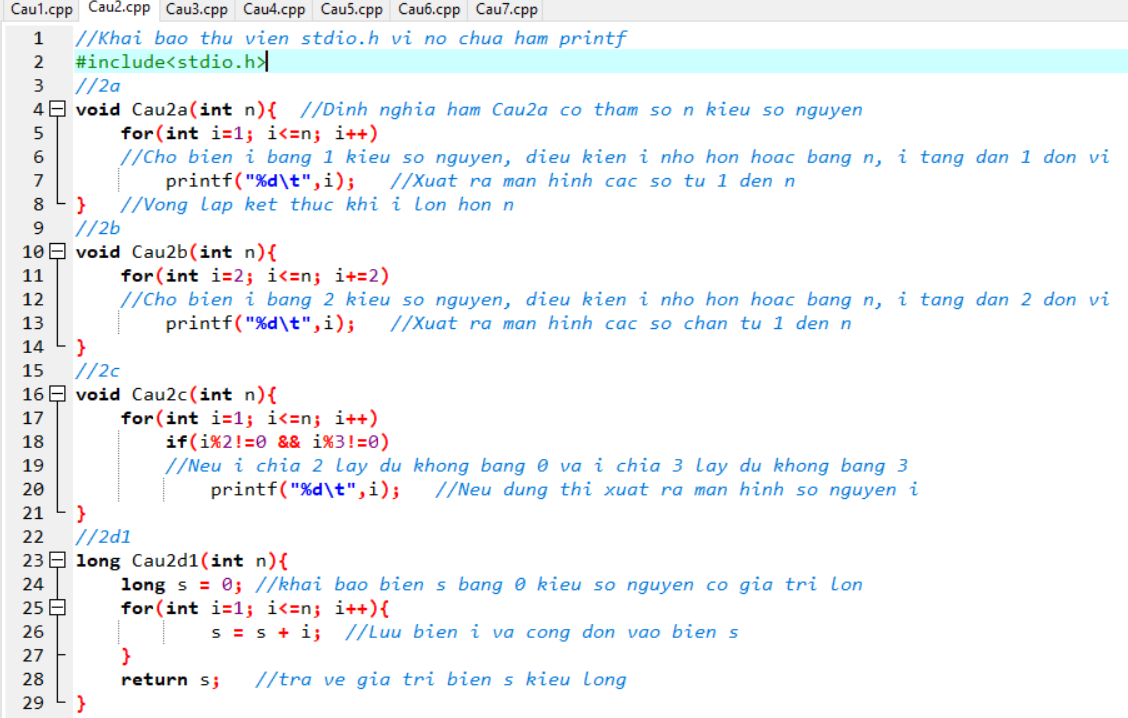 Cau1.cpp Cau2.cpp Cau3.cpp Cau4.cpp Cau5.cpp Cau6.cpp Cau7.cpp
1 //Khai bao thu vien stdio.h vi no chua ham printf
2 #include<stdio.h>
3 //2a
4 void Cau2a(int n){ //Dinh nghia ham Cau2a co tham so n kieu so nguyen
5 for(int i=1; i<=n; i++)
6 //Cho bien i bang 1 kieu so nguyen, dieu kien i nho hon hoac bang n, i tang dan 1 don vi
7 printf("%d\t",i); //Xuat ra man hinh cac so tu 1 den n
8 } //Vong lap ket thuc khi i lon hon n
9 //2b
10 void Cau2b(int n){
11 for(int i=2; i<=n; i+=2)
12 //Cho bien i bang 2 kieu so nguyen, dieu kien i nho hon hoac bang n, i tang dan 2 don vi
13 printf("%d\t",i); //Xuat ra man hinh cac so chan tu 1 den n
14 }
15 //2c
16 void Cau2c(int n){
17 for(int i=1; i<=n; i++)
18 if(i%2!=0 && i%3!=0)
19 //Neu i chia 2 lay du khong bang 0 va i chia 3 lay du khong bang 3
20 printf("%d\t",i); //Neu dung thi xuat ra man hinh so nguyen i
21 }
22 //2d1
23 long Cau2d1(int n){
24 long s = 0; //khai bao bien s bang 0 kieu so nguyen co gia tri lon
25 for(int i=1; i<=n; i++){
26 s = s + i; //Luu bien i va cong don vao bien s
27 }
28 return s; //tra ve gia tri bien s kieu long
29 }